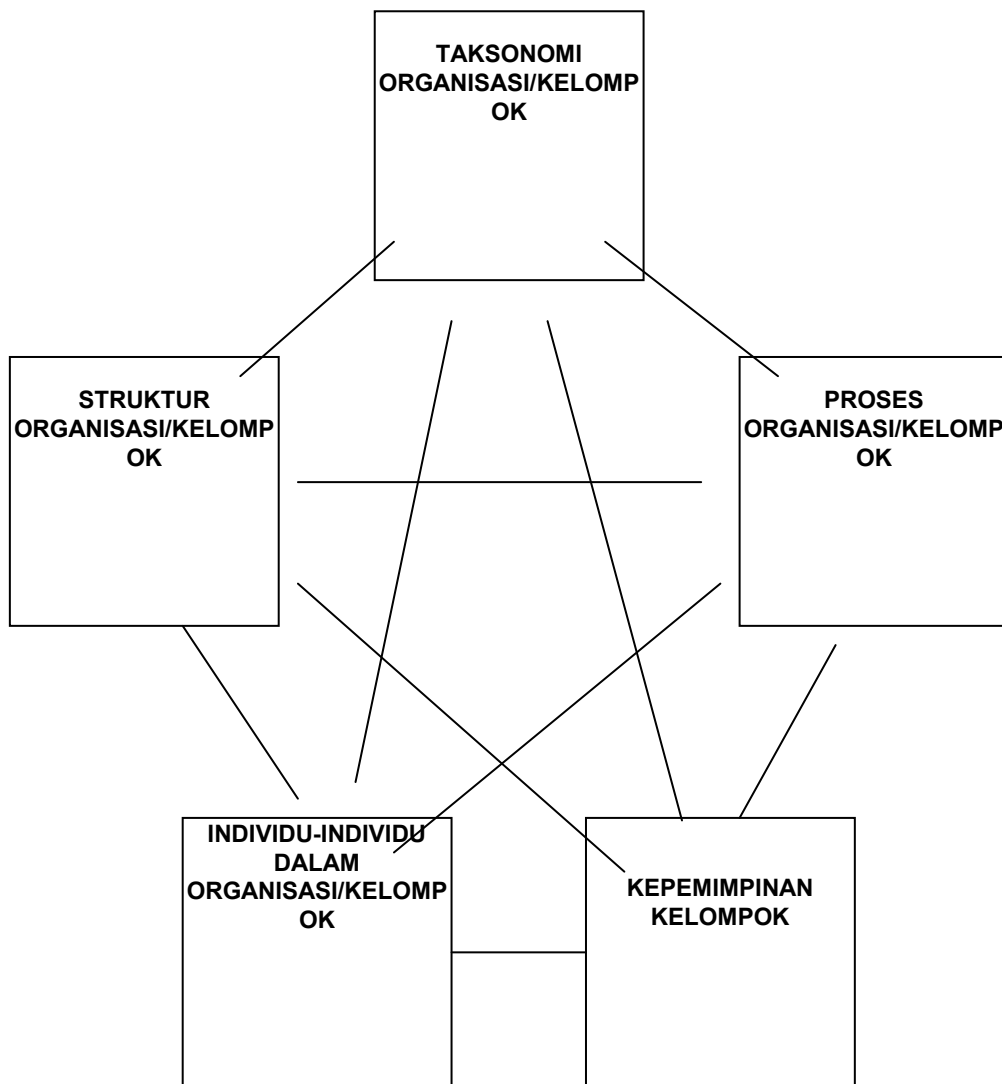 TAKSONOMI
ORGANISASI/KELOMP
OK
STRUKTUR
ORGANISASI/KELOMP
OK
PROSES
ORGANISASI/KELOMP
OK
INDIVIDU-INDIVIDU
DALAM
ORGANISASI/KELOMP
OK
KEPEMIMPINAN
KELOMPOK